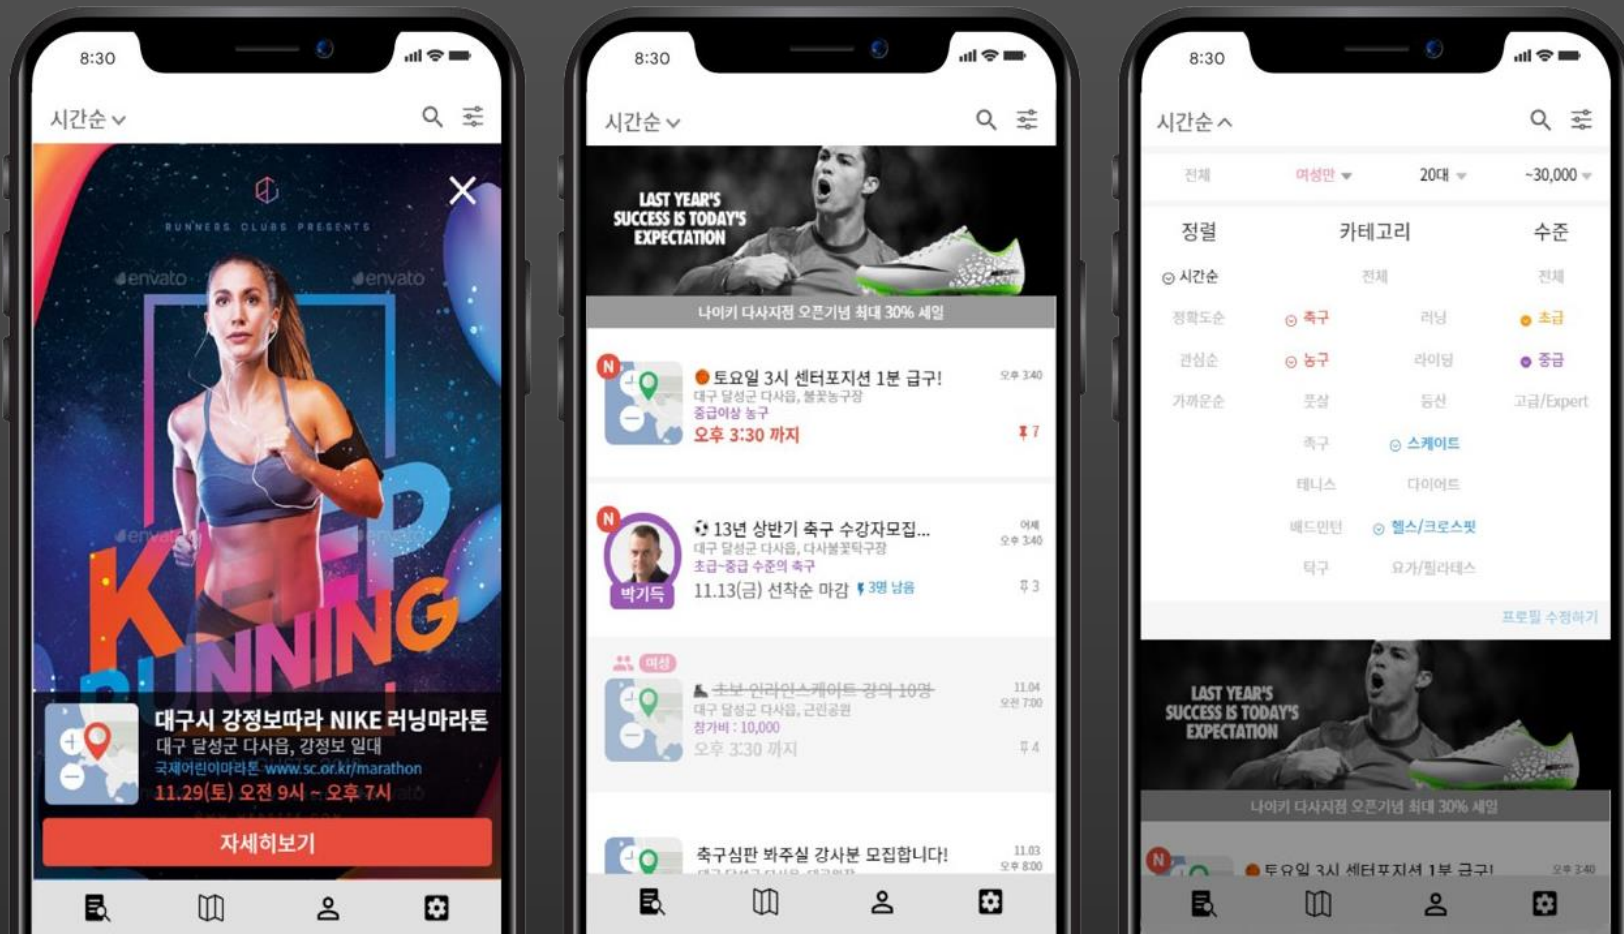 8:30
시간순
RUNNERS CLUBS PRESENTS
envato
envato
KEEP
RUNNING
대구시 강정보따라 NIKE 러닝마라톤
대구 달성군 다사읍, 강정보 일대
국제어린이마라톤 www.sc.or.kr/marathon
11.29(토) 오전 9시 ~ 오후 7시
자세히보기
8:30
시간순
LAST YEAR'S
SUCCESS IS TODAY'S
EXPECTATION
나이키 다사지점 오픈기념 최대 30% 세일
N
토요일 3시 센터포지션 1분 급구!
오후 3:40
대구 달성군 다사읍, 불꽃농구장
중급이상 농구
오후 3:30 까지
7
N
13년 상반기 축구 수강자모집...
어제
오후 3:40
대구 달성군 다사읍, 다사불꽃탁구장
초급~중급 수준의 축구
박기득
11.13(금) 선착순 마감 3명 남음
3
여성
초보 인라인스케이트 강의 10명
11.04
오전 7:00
대구 달성군 다사읍, 근린공원
참가비 : 10,000
오후 3:30 까지
4
축구심판 봐주실 강사분 모집합니다!
11.03
오후 8:00
8:30
시간순
전체 여성만 20대 ~30,000
정렬 카테고리 수준
시간순 전체 전체
정확도순 축구 러닝 초급
관심순 농구 라이딩 중급
가까운순 풋살 등산 고급/Expert
족구 스케이트
테니스 다이어트
배드민턴 헬스/크로스핏
탁구 요가/필라테스
프로필 수정하기
LAST YEAR'S
SUCCESS IS TODAY'S
EXPECTATION
나이키 다사지점 오픈기념 최대 30% 세일
N
토요일 3시 센터포지션 1분 급구!
오후 3:40